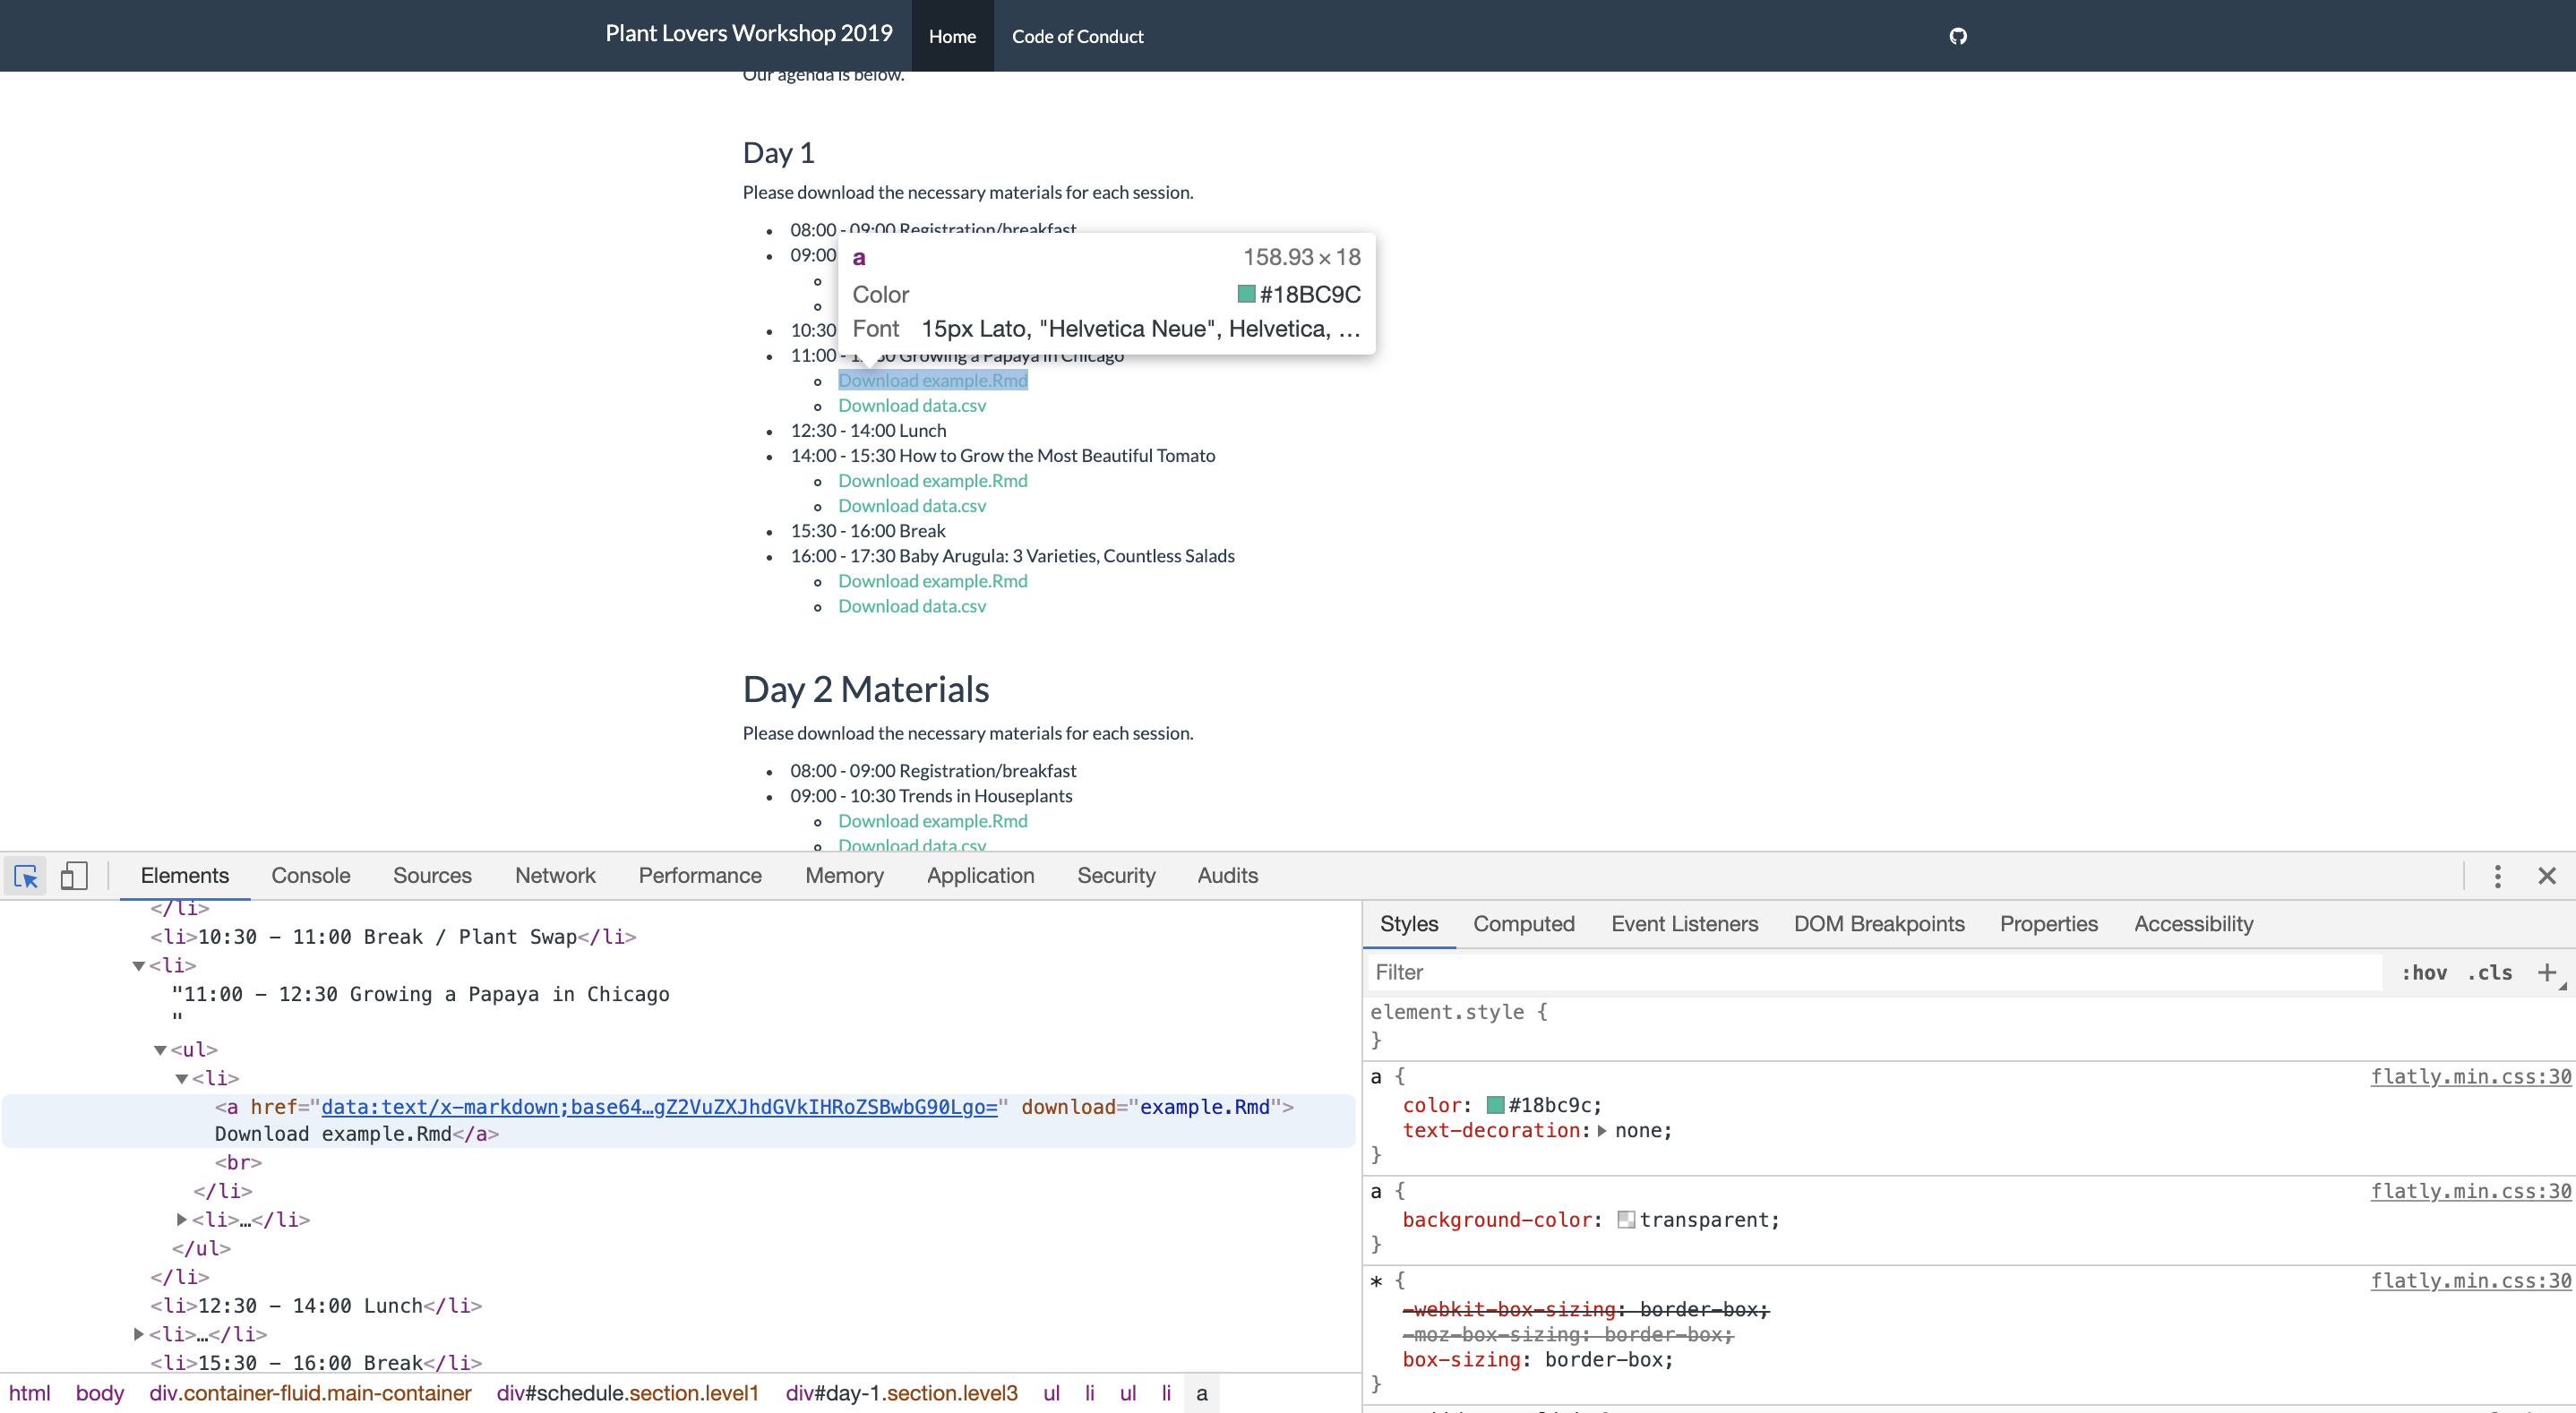 Plant Lovers Workshop 2019 Home Code of Conduct
Our agenda is below.
Day 1
Please download the necessary materials for each session.
08:00 - 09:00 Registration/breakfast
09:00
a 158.93 × 18
Color #18BC9C
Font 15px Lato, "Helvetica Neue", Helvetica, …
10:30
11:00 - 12:30 Growing a Papaya in Chicago
Download example.Rmd
Download data.csv
12:30 - 14:00 Lunch
14:00 - 15:30 How to Grow the Most Beautiful Tomato
Download example.Rmd
Download data.csv
15:30 - 16:00 Break
16:00 - 17:30 Baby Arugula: 3 Varieties, Countless Salads
Download example.Rmd
Download data.csv
Day 2 Materials
Please download the necessary materials for each session.
08:00 - 09:00 Registration/breakfast
09:00 - 10:30 Trends in Houseplants
Download example.Rmd
Download data.csv
Elements Console Sources Network Performance Memory Application Security Audits
</li>
<li>10:30 – 11:00 Break / Plant Swap</li>
<li>
"11:00 – 12:30 Growing a Papaya in Chicago
"
<ul>
<li>
<a href="data:text/x-markdown;base64…gZ2VuZXJhdGVkIHRoZSBwbG90Lgo=" download="example.Rmd">
Download example.Rmd</a>
<br>
</li>
<li>…</li>
</ul>
</li>
<li>12:30 – 14:00 Lunch</li>
<li>…</li>
<li>15:30 – 16:00 Break</li>
html body div.container-fluid.main-container div#schedule.section.level1 div#day-1.section.level3 ul li ul li a
Styles Computed Event Listeners DOM Breakpoints Properties Accessibility
Filter :hov .cls +
element.style {
}
a { flatly.min.css:30
color: #18bc9c;
text-decoration: none;
}
a { flatly.min.css:30
background-color: transparent;
}
* { flatly.min.css:30
-webkit-box-sizing: border-box;
-moz-box-sizing: border-box;
box-sizing: border-box;
}